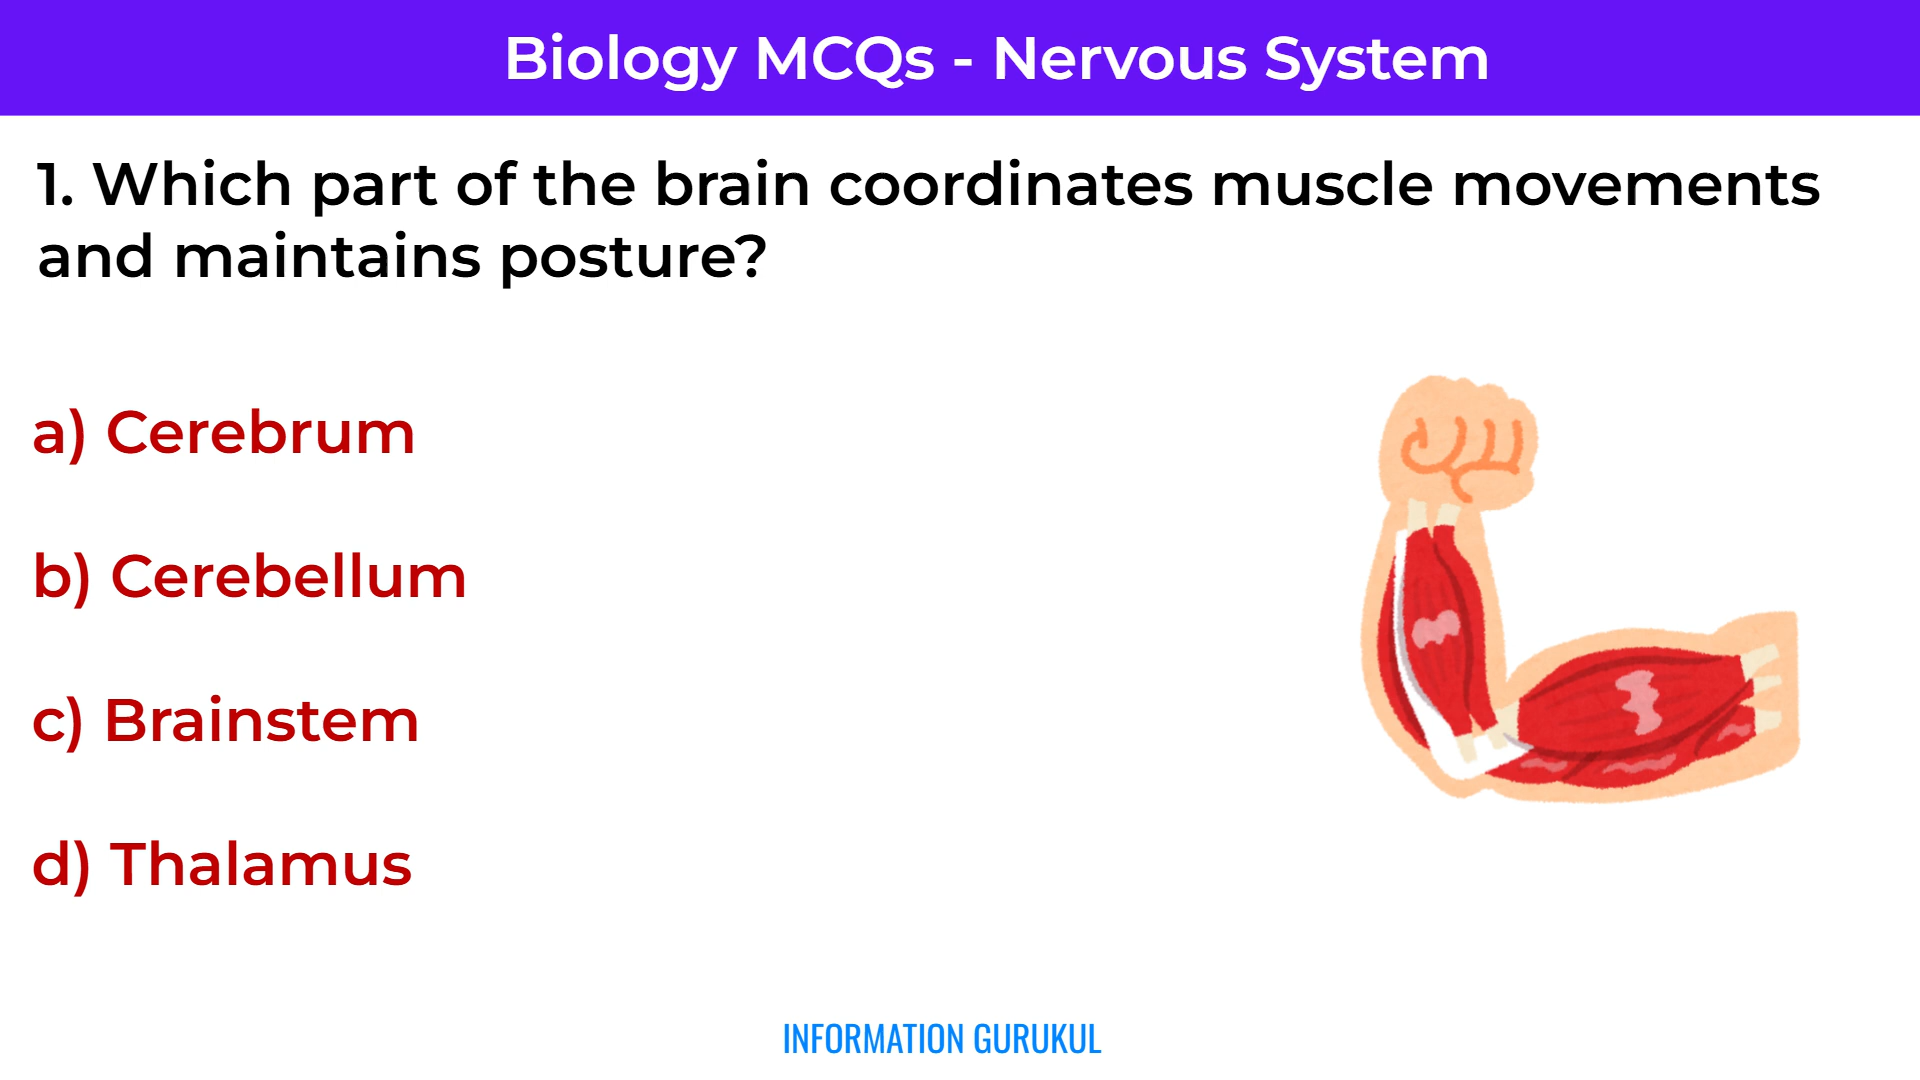 Biology MCQs - Nervous System
1. Which part of the brain coordinates muscle movements
and maintains posture?
a) Cerebrum
b) Cerebellum
c) Brainstem
d) Thalamus
INFORMATION GURUKUL